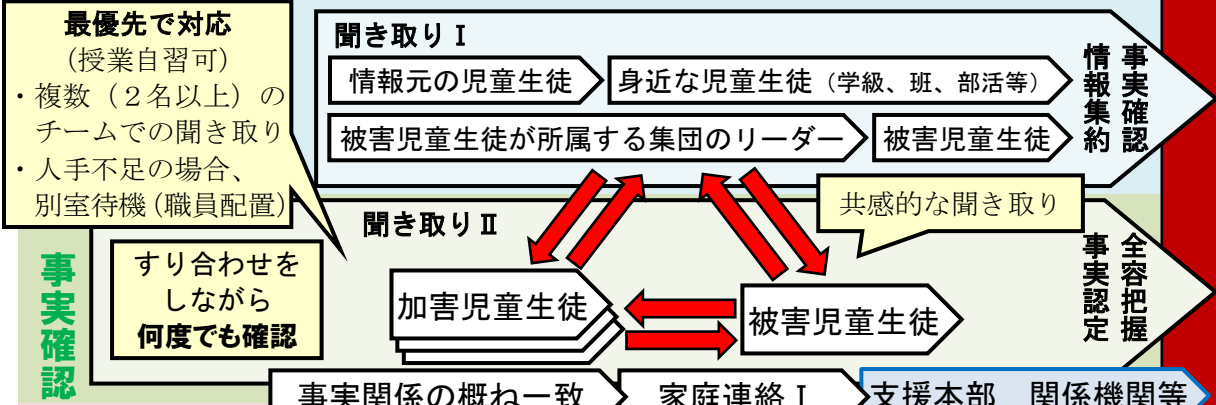 最優先で対応
(授業自習可)
・複数（２名以上）の
チームでの聞き取り
・人手不足の場合、
別室待機(職員配置)
聞き取りⅠ
情報元の児童生徒
身近な児童生徒（学級、班、部活等）
被害児童生徒が所属する集団のリーダー
被害児童生徒
事実確認
情報集約
聞き取りⅡ
共感的な聞き取り
すり合わせを
しながら
何度でも確認
加害児童生徒
被害児童生徒
全容把握
事実認定
事実確認
事実関係の概ね一致
家庭連絡Ⅰ
支援本部　関係機関等